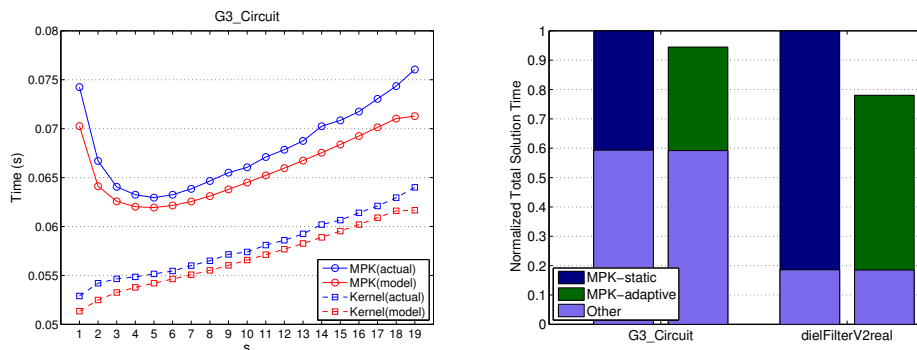 G3_Circuit
0.08
0.075
0.07
0.065
0.06
0.055
0.05
Time (s)
1 2 3 4 5 6 7 8 9 10 11 12 13 14 15 16 17 18 19
s
MPK(actual)
MPK(model)
Kernel(actual)
Kernel(model)
1
0.9
0.8
0.7
0.6
0.5
0.4
0.3
0.2
0.1
0
Normalized Total Solution Time
MPK−static
MPK−adaptive
Other
G3_Circuit dielFilterV2real